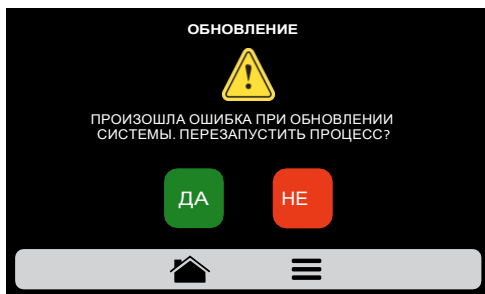 ОБНОВЛЕНИЕ
ПРОИЗОШЛА ОШИБКА ПРИ ОБНОВЛЕНИИ
СИСТЕМЫ. ПЕРЕЗАПУСТИТЬ ПРОЦЕСС?
ДА НЕ